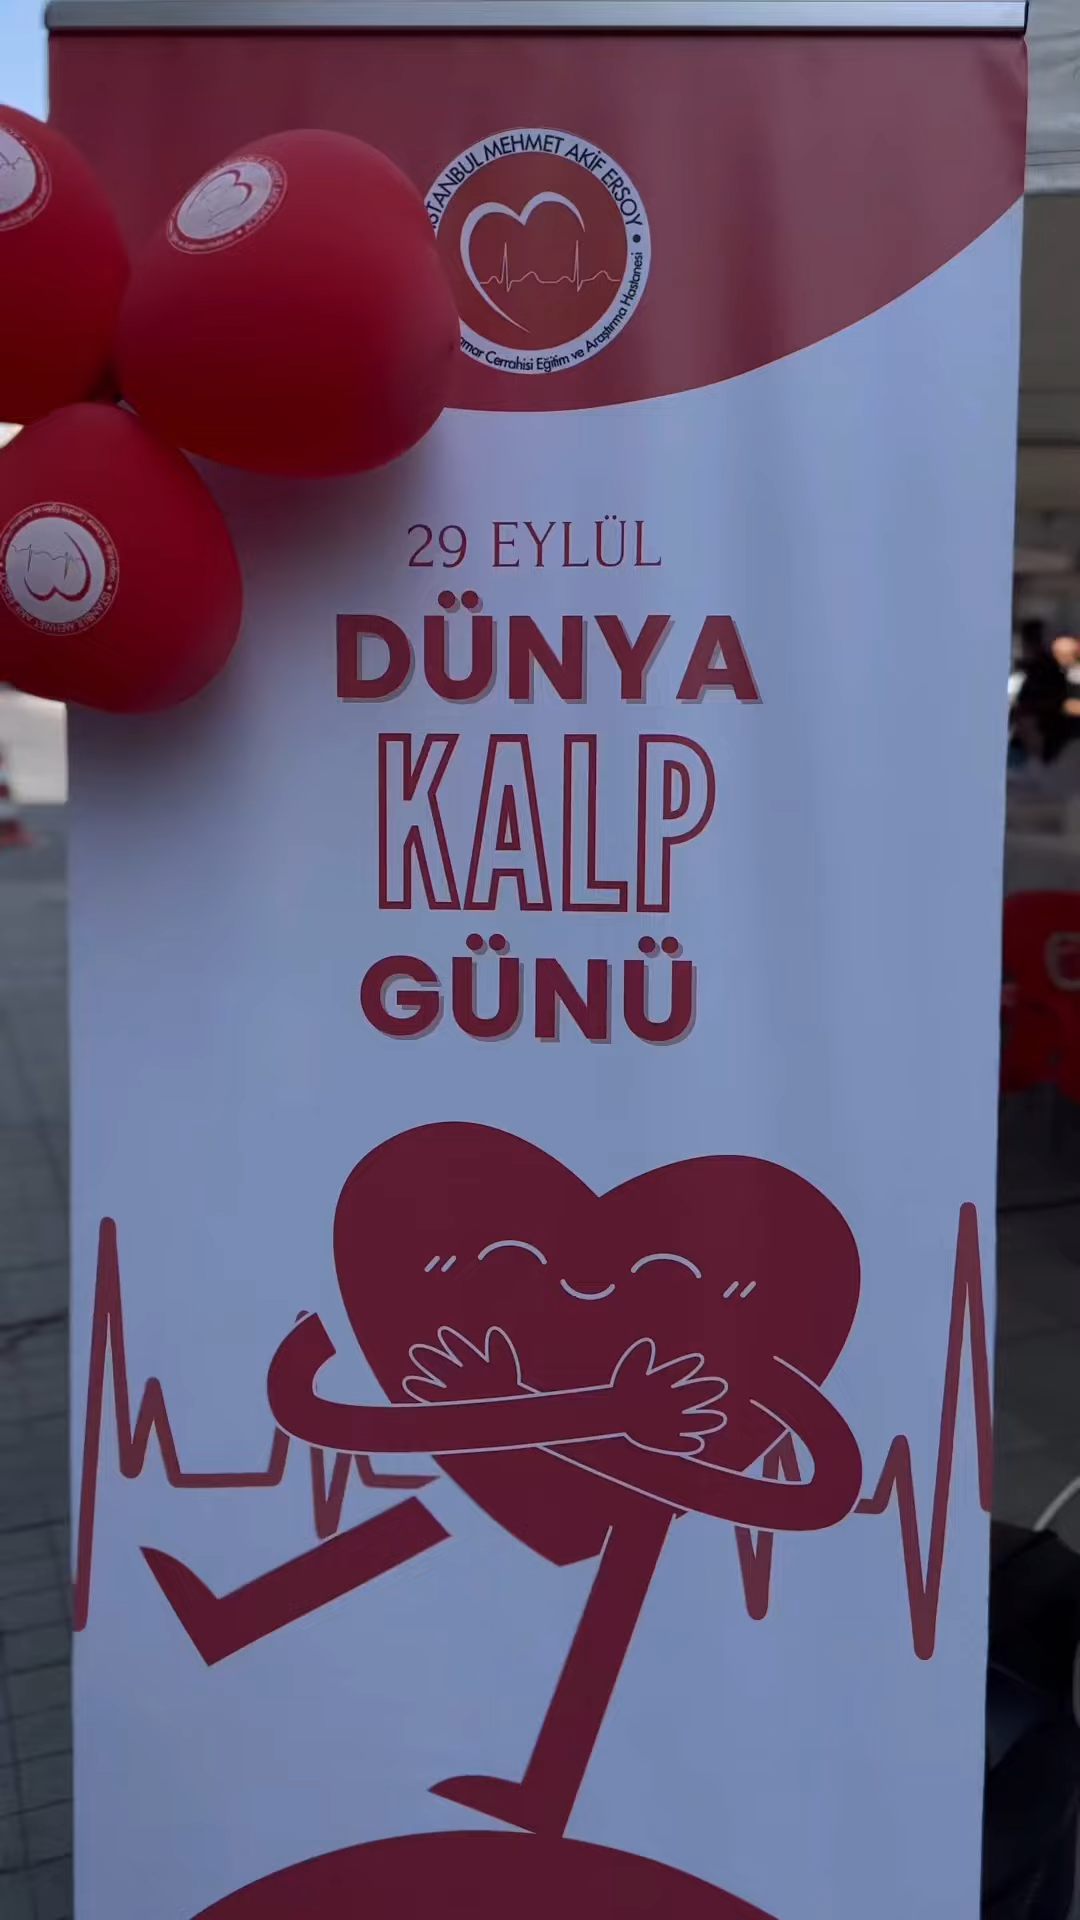 İSTANBUL MEHMET AKİF ERSOY
Damar Cerrahisi Eğitim ve Araştırma Hastanesi
29 EYLÜL
DÜNYA
KALP
GÜNÜ